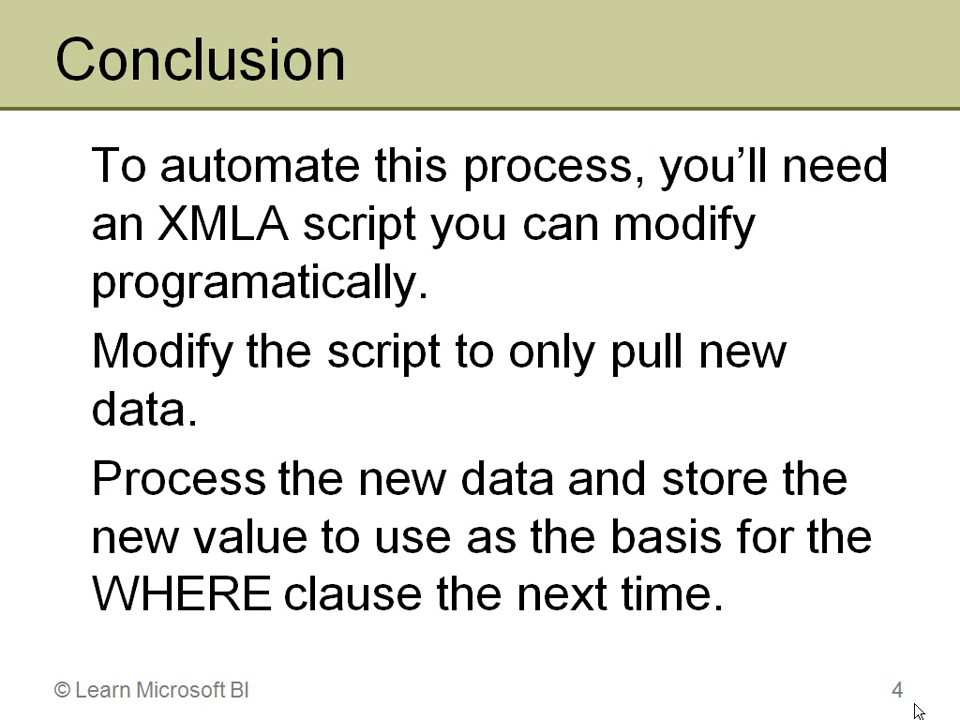 Conclusion
To automate this process, you’ll need
an XMLA script you can modify
programatically.
Modify the script to only pull new
data.
Process the new data and store the
new value to use as the basis for the
WHERE clause the next time.
© Learn Microsoft BI
4